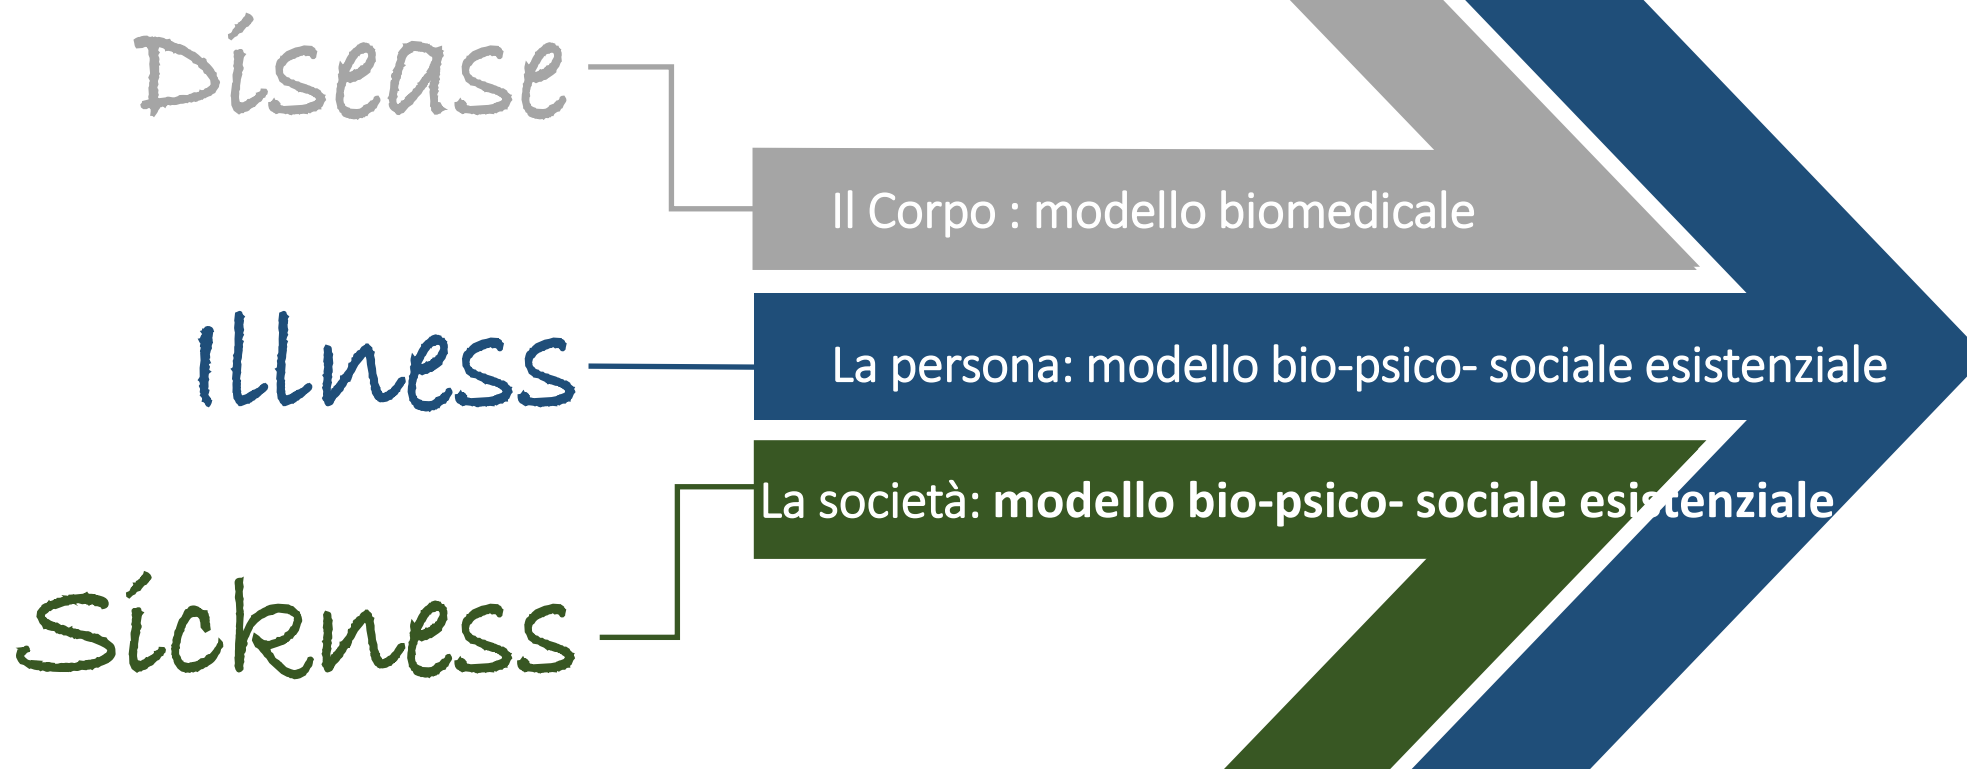 Disease
Il Corpo : modello biomedicale
Illness
La persona: modello bio-psico- sociale esistenziale
La società: modello bio-psico- sociale esistenziale
Sickness